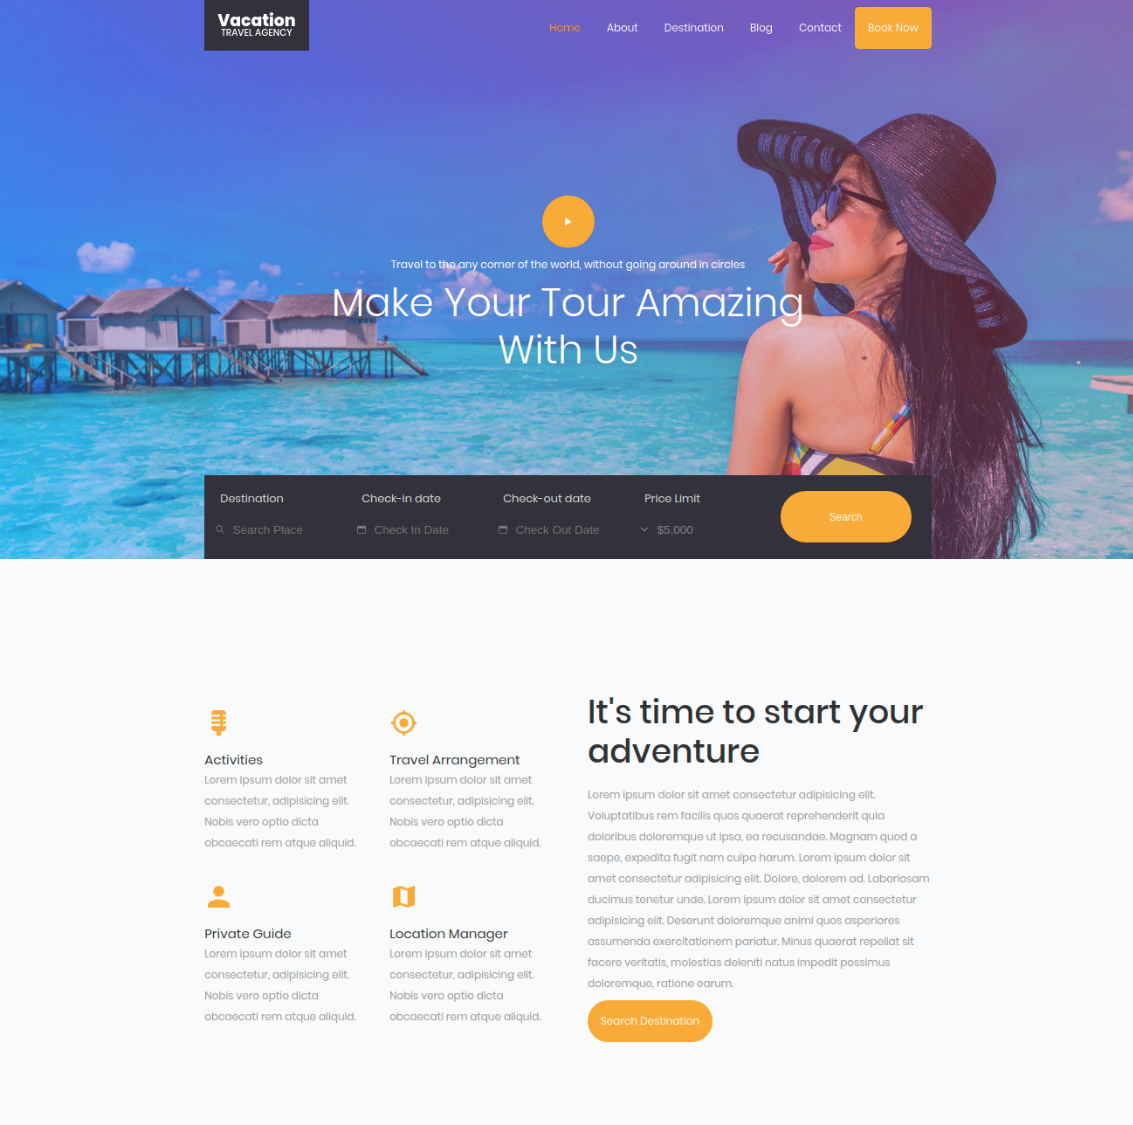 Vacation
TRAVEL AGENCY
Home About Destination Blog Contact Book Now
Travel to the any corner of the world, without going around in circles
Make Your Tour Amazing
With Us
Destination Check-in date Check-out date Price Limit
Search Place Check In Date Check Out Date $5,000
Search
It's time to start your
adventure
Activities
Lorem ipsum dolor sit amet
consectetur, adipisicing elit.
Nobis vero optio dicta
obcaecati rem atque aliquid.
Travel Arrangement
Lorem ipsum dolor sit amet
consectetur, adipisicing elit.
Nobis vero optio dicta
obcaecati rem atque aliquid.
Private Guide
Lorem ipsum dolor sit amet
consectetur, adipisicing elit.
Nobis vero optio dicta
obcaecati rem atque aliquid.
Location Manager
Lorem ipsum dolor sit amet
consectetur, adipisicing elit.
Nobis vero optio dicta
obcaecati rem atque aliquid.
Lorem ipsum dolor sit amet consectetur adipisicing elit.
Voluptatibus rem facilis quos quaerat reprehenderit quia
doloribus doloremque ut ipsa, ea recusandae. Magnam quod a
saepe, expedita fugit nam culpa harum. Lorem ipsum dolor sit
amet consectetur adipisicing elit. Dolore, dolorem ad. Laboriosam
ducimus tenetur unde. Lorem ipsum dolor sit amet consectetur
adipisicing elit. Deserunt doloremque animi quos asperiores
assumenda exercitationem pariatur. Minus quaerat repellat sit
facere veritatis, molestias deleniti natus impedit possimus
doloremque, ratione earum.
Search Destination